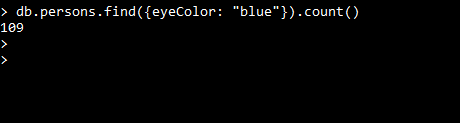 > db.persons.find({eyeColor: "blue"}).count()
109
>
>